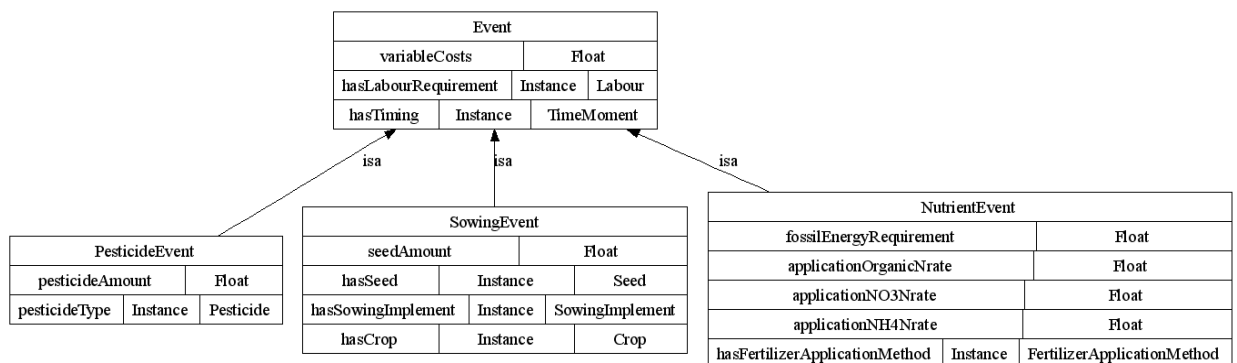 Event
variableCosts Float
hasLabourRequirement Instance Labour
hasTiming Instance TimeMoment
isa isa isa
PesticideEvent
pesticideAmount Float
pesticideType Instance Pesticide
SowingEvent
seedAmount Float
hasSeed Instance Seed
hasSowingImplement Instance SowingImplement
hasCrop Instance Crop
NutrientEvent
fossilEnergyRequirement Float
applicationOrganicNrate Float
applicationNO3Nrate Float
applicationNH4Nrate Float
hasFertilizerApplicationMethod Instance FertilizerApplicationMethod